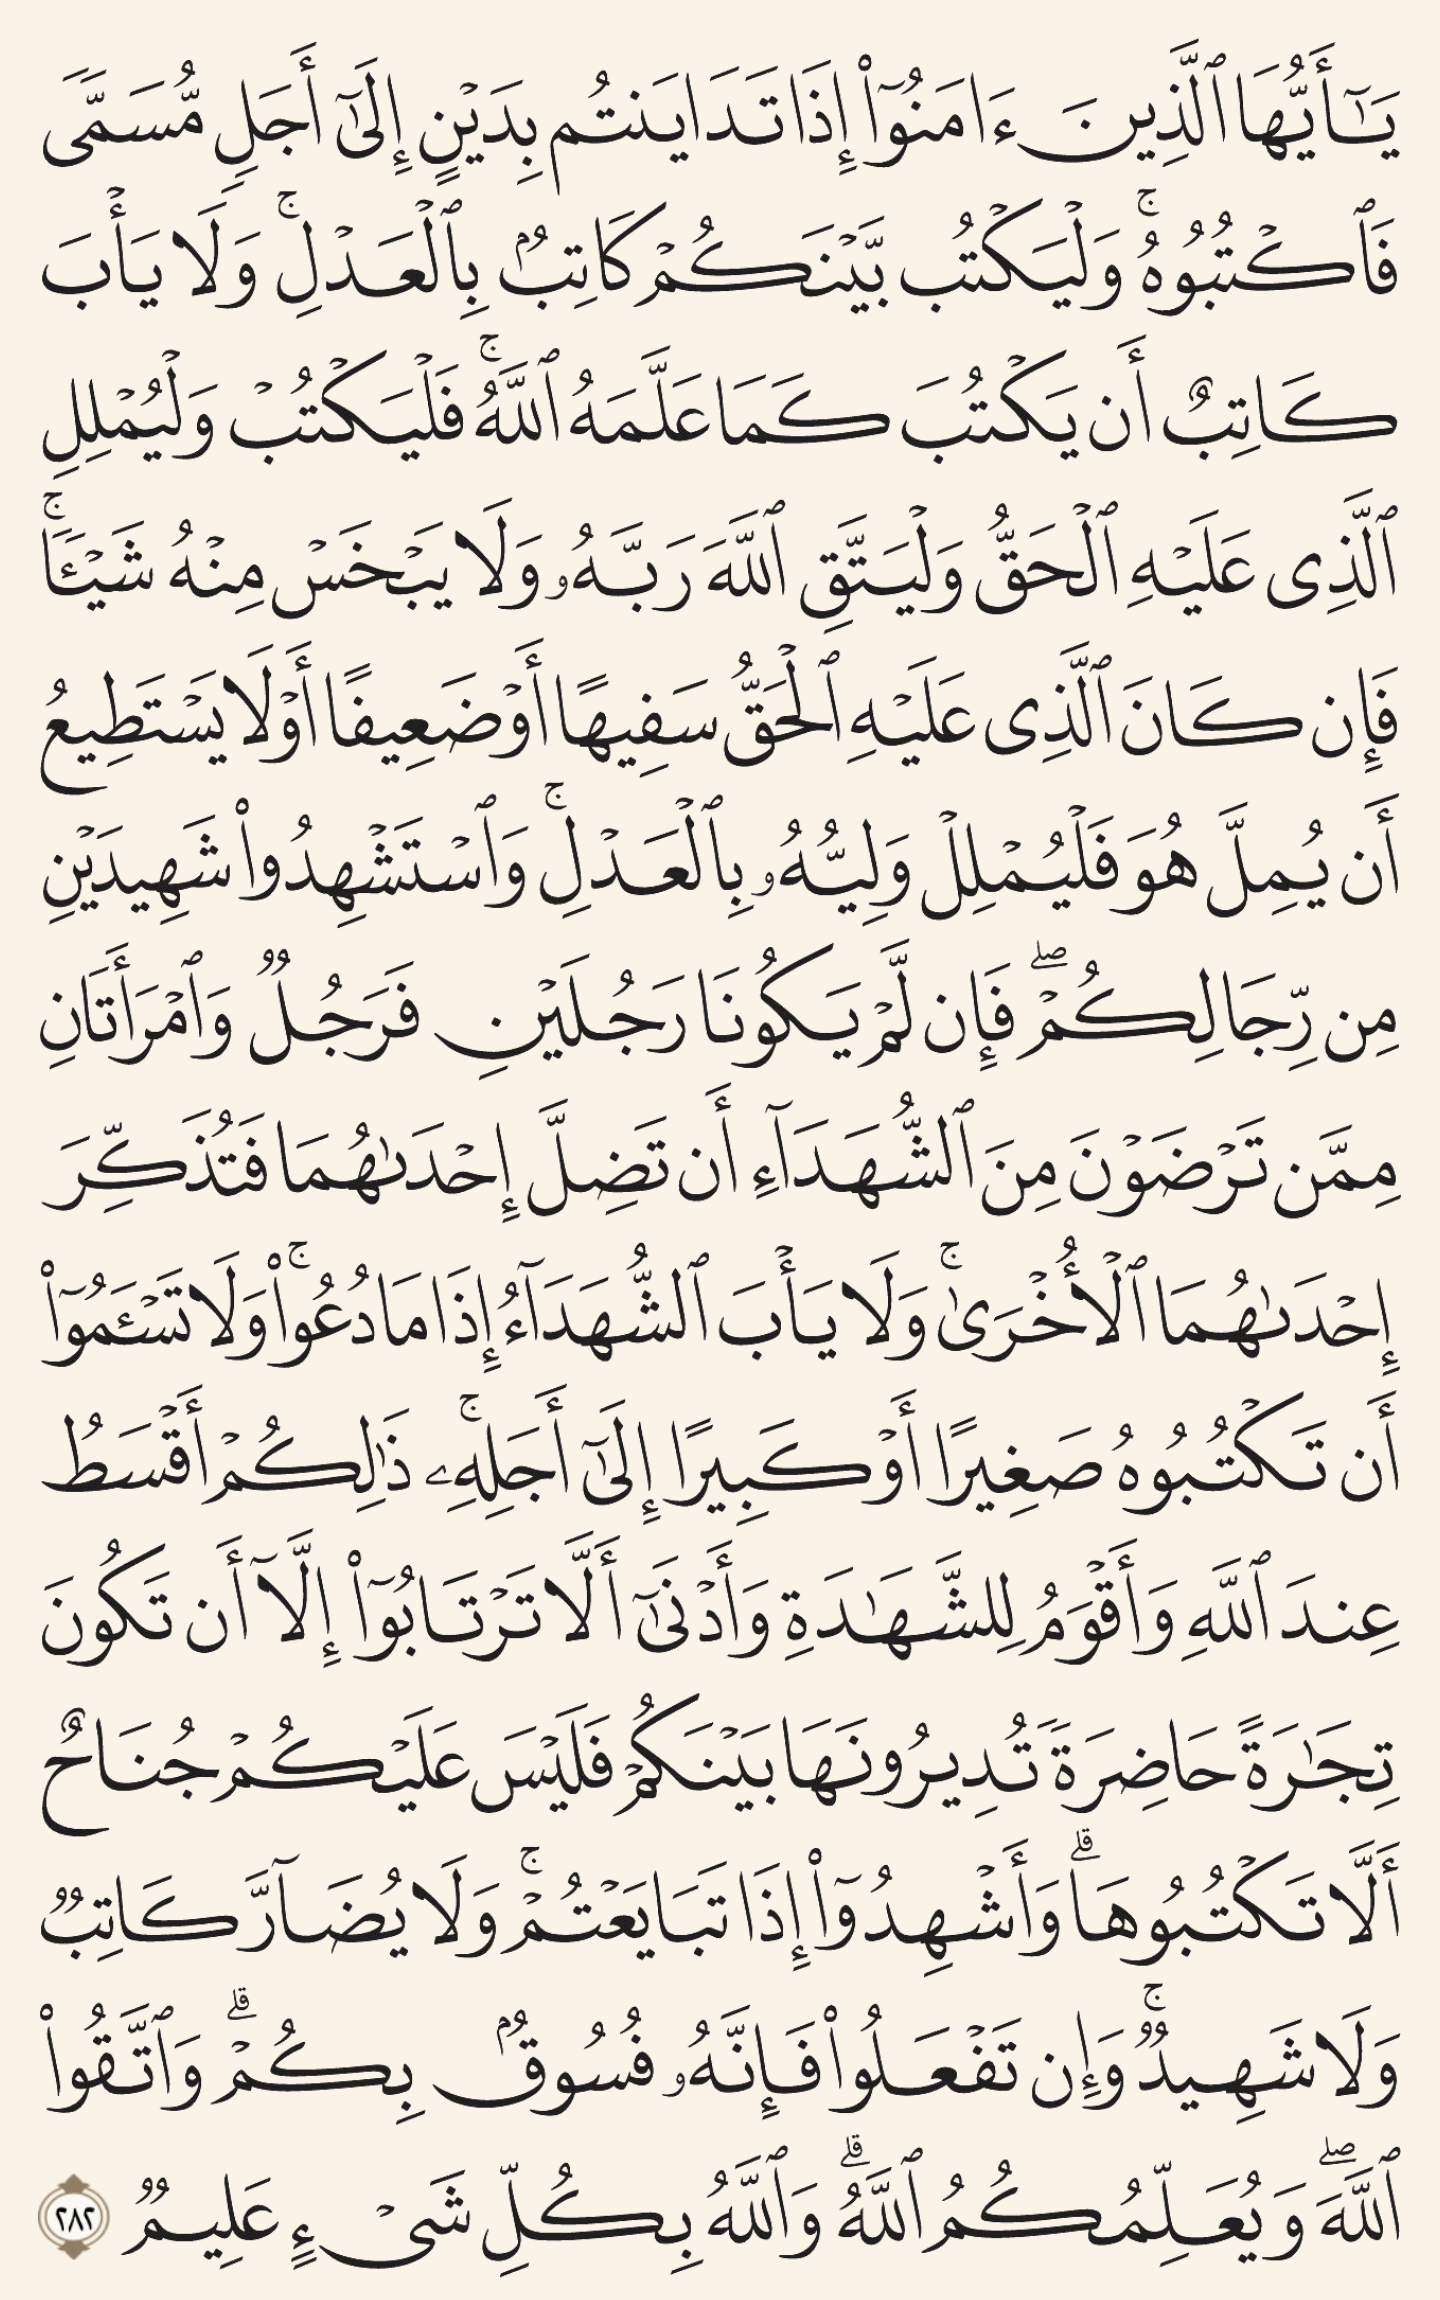 يَـٰٓأَيُّهَا ٱلَّذِينَ ءَامَنُوٓا۟ إِذَا تَدَايَنتُم بِدَيْنٍ إِلَىٰٓ أَجَلٍ مُّسَمًّى
فَٱكْتُبُوهُ ۚ وَلْيَكْتُب بَّيْنَكُمْ كَاتِبٌۢ بِٱلْعَدْلِ ۚ وَلَا يَأْبَ
كَاتِبٌ أَن يَكْتُبَ كَمَا عَلَّمَهُ ٱللَّهُ ۚ فَلْيَكْتُبْ وَلْيُمْلِلِ
ٱلَّذِى عَلَيْهِ ٱلْحَقُّ وَلْيَتَّقِ ٱللَّهَ رَبَّهُۥ وَلَا يَبْخَسْ مِنْهُ شَيْـًٔا ۚ
فَإِن كَانَ ٱلَّذِى عَلَيْهِ ٱلْحَقُّ سَفِيهًا أَوْ ضَعِيفًا أَوْ لَا يَسْتَطِيعُ
أَن يُمِلَّ هُوَ فَلْيُمْلِلْ وَلِيُّهُۥ بِٱلْعَدْلِ ۚ وَٱسْتَشْهِدُوا۟ شَهِيدَيْنِ
مِن رِّجَالِكُمْ ۖ فَإِن لَّمْ يَكُونَا رَجُلَيْنِ فَرَجُلٌ وَٱمْرَأَتَانِ
مِمَّن تَرْضَوْنَ مِنَ ٱلشُّهَدَآءِ أَن تَضِلَّ إِحْدَىٰهُمَا فَتُذَكِّرَ
إِحْدَىٰهُمَا ٱلْأُخْرَىٰ ۚ وَلَا يَأْبَ ٱلشُّهَدَآءُ إِذَا مَا دُعُوا۟ ۚ وَلَا تَسْـَٔمُوٓا۟
أَن تَكْتُبُوهُ صَغِيرًا أَوْ كَبِيرًا إِلَىٰٓ أَجَلِهِۦ ۚ ذَٰلِكُمْ أَقْسَطُ
عِندَ ٱللَّهِ وَأَقْوَمُ لِلشَّهَـٰدَةِ وَأَدْنَىٰٓ أَلَّا تَرْتَابُوٓا۟ إِلَّآ أَن تَكُونَ
تِجَـٰرَةً حَاضِرَةً تُدِيرُونَهَا بَيْنَكُمْ فَلَيْسَ عَلَيْكُمْ جُنَاحٌ
أَلَّا تَكْتُبُوهَا ۗ وَأَشْهِدُوٓا۟ إِذَا تَبَايَعْتُمْ ۚ وَلَا يُضَآرَّ كَاتِبٌ
وَلَا شَهِيدٌ ۚ وَإِن تَفْعَلُوا۟ فَإِنَّهُۥ فُسُوقٌۢ بِكُمْ ۗ وَٱتَّقُوا۟
ٱللَّهَ ۖ وَيُعَلِّمُكُمُ ٱللَّهُ ۗ وَٱللَّهُ بِكُلِّ شَىْءٍ عَلِيمٌ ٢٨٢